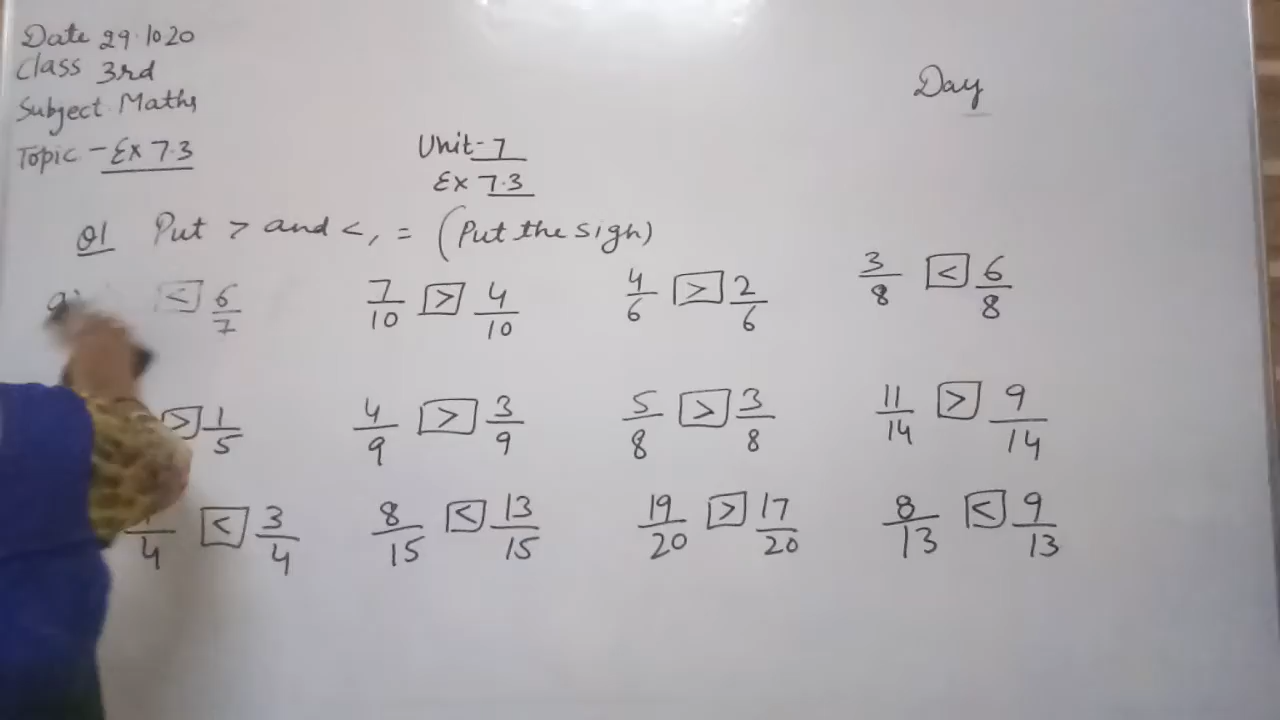 Date 29.10.20
Class 3rd
Subject Maths
Topic - Ex 7.3
Day
Unit-7
Ex 7.3
Q1 Put > and <, = (Put the sign)
< 6/7 7/10 > 4/10 4/6 > 2/6 3/8 < 6/8
> 1/5 4/9 > 3/9 5/8 > 3/8 11/14 > 9/14
/4 < 3/4 8/15 < 13/15 19/20 > 17/20 8/13 < 9/13